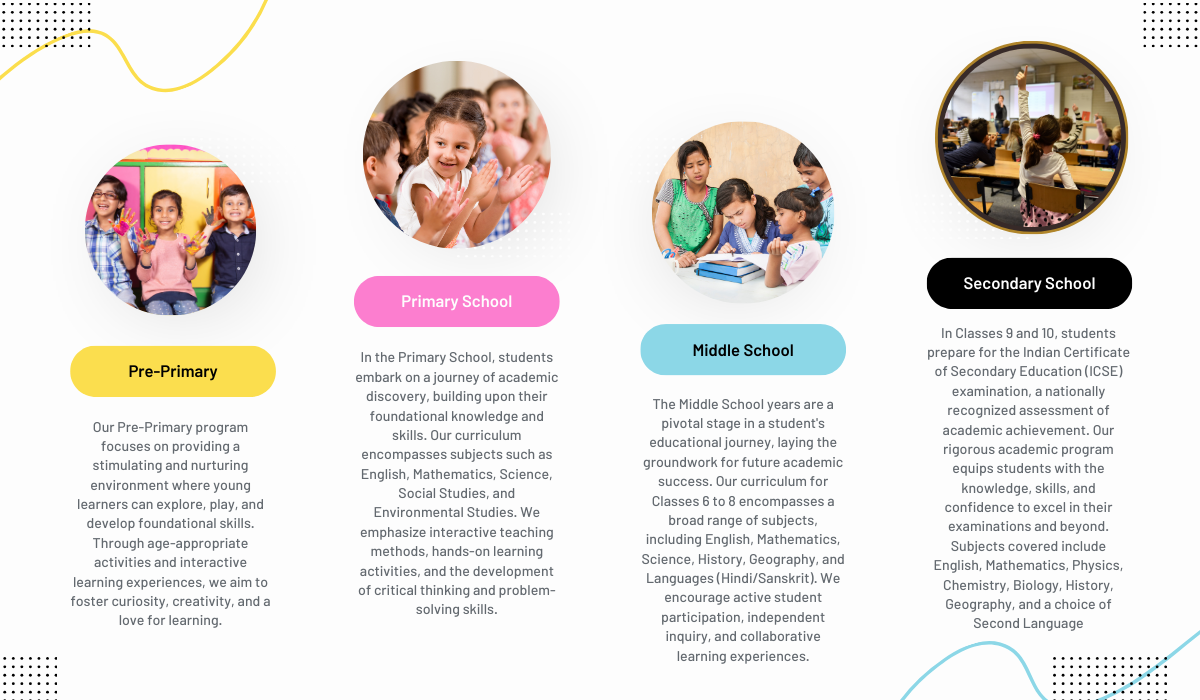 Pre-Primary
Our Pre-Primary program
focuses on providing a
stimulating and nurturing
environment where young
learners can explore, play, and
develop foundational skills.
Through age-appropriate
activities and interactive
learning experiences, we aim to
foster curiosity, creativity, and a
love for learning.
Primary School
In the Primary School, students
embark on a journey of academic
discovery, building upon their
foundational knowledge and
skills. Our curriculum
encompasses subjects such as
English, Mathematics, Science,
Social Studies, and
Environmental Studies. We
emphasize interactive teaching
methods, hands-on learning
activities, and the development
of critical thinking and problem-
solving skills.
Middle School
The Middle School years are a
pivotal stage in a student's
educational journey, laying the
groundwork for future academic
success. Our curriculum for
Classes 6 to 8 encompasses a
broad range of subjects,
including English, Mathematics,
Science, History, Geography, and
Languages (Hindi/Sanskrit). We
encourage active student
participation, independent
inquiry, and collaborative
learning experiences.
Secondary School
In Classes 9 and 10, students
prepare for the Indian Certificate
of Secondary Education (ICSE)
examination, a nationally
recognized assessment of
academic achievement. Our
rigorous academic program
equips students with the
knowledge, skills, and
confidence to excel in their
examinations and beyond.
Subjects covered include
English, Mathematics, Physics,
Chemistry, Biology, History,
Geography, and a choice of
Second Language